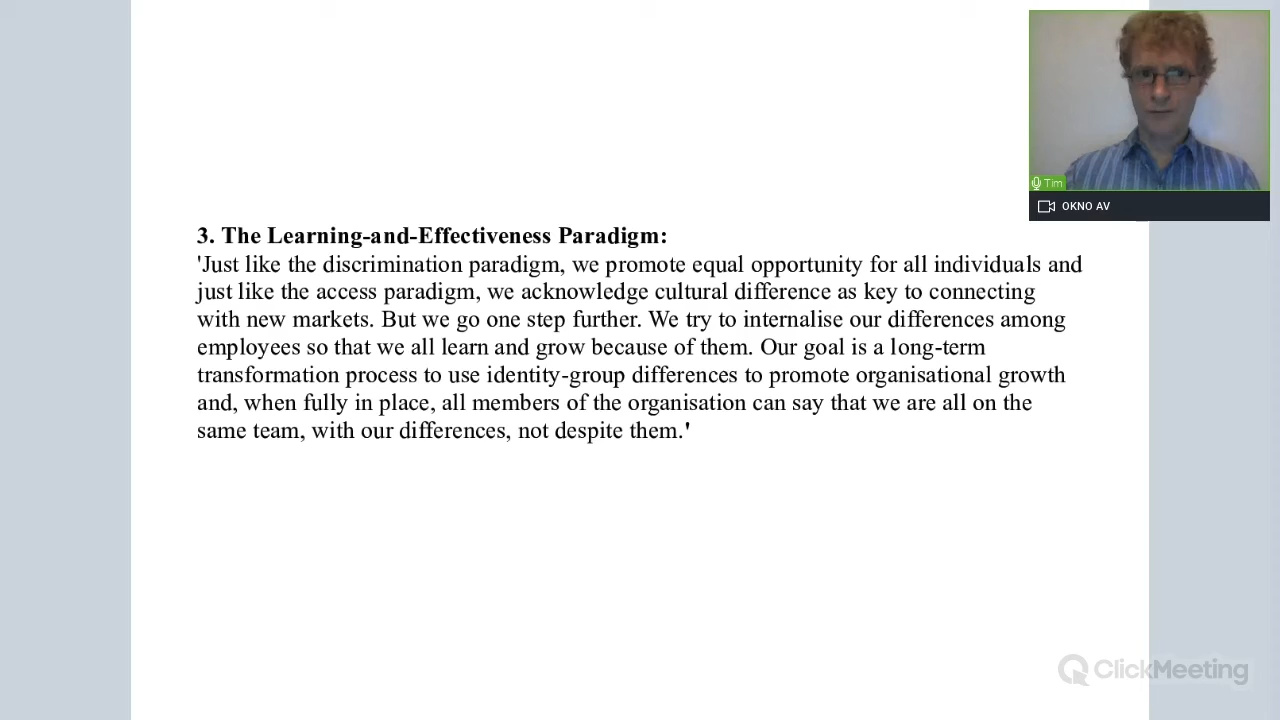 Tim
OKNO AV
3. The Learning-and-Effectiveness Paradigm:
'Just like the discrimination paradigm, we promote equal opportunity for all individuals and
just like the access paradigm, we acknowledge cultural difference as key to connecting
with new markets. But we go one step further. We try to internalise our differences among
employees so that we all learn and grow because of them. Our goal is a long-term
transformation process to use identity-group differences to promote organisational growth
and, when fully in place, all members of the organisation can say that we are all on the
same team, with our differences, not despite them.'
ClickMeeting